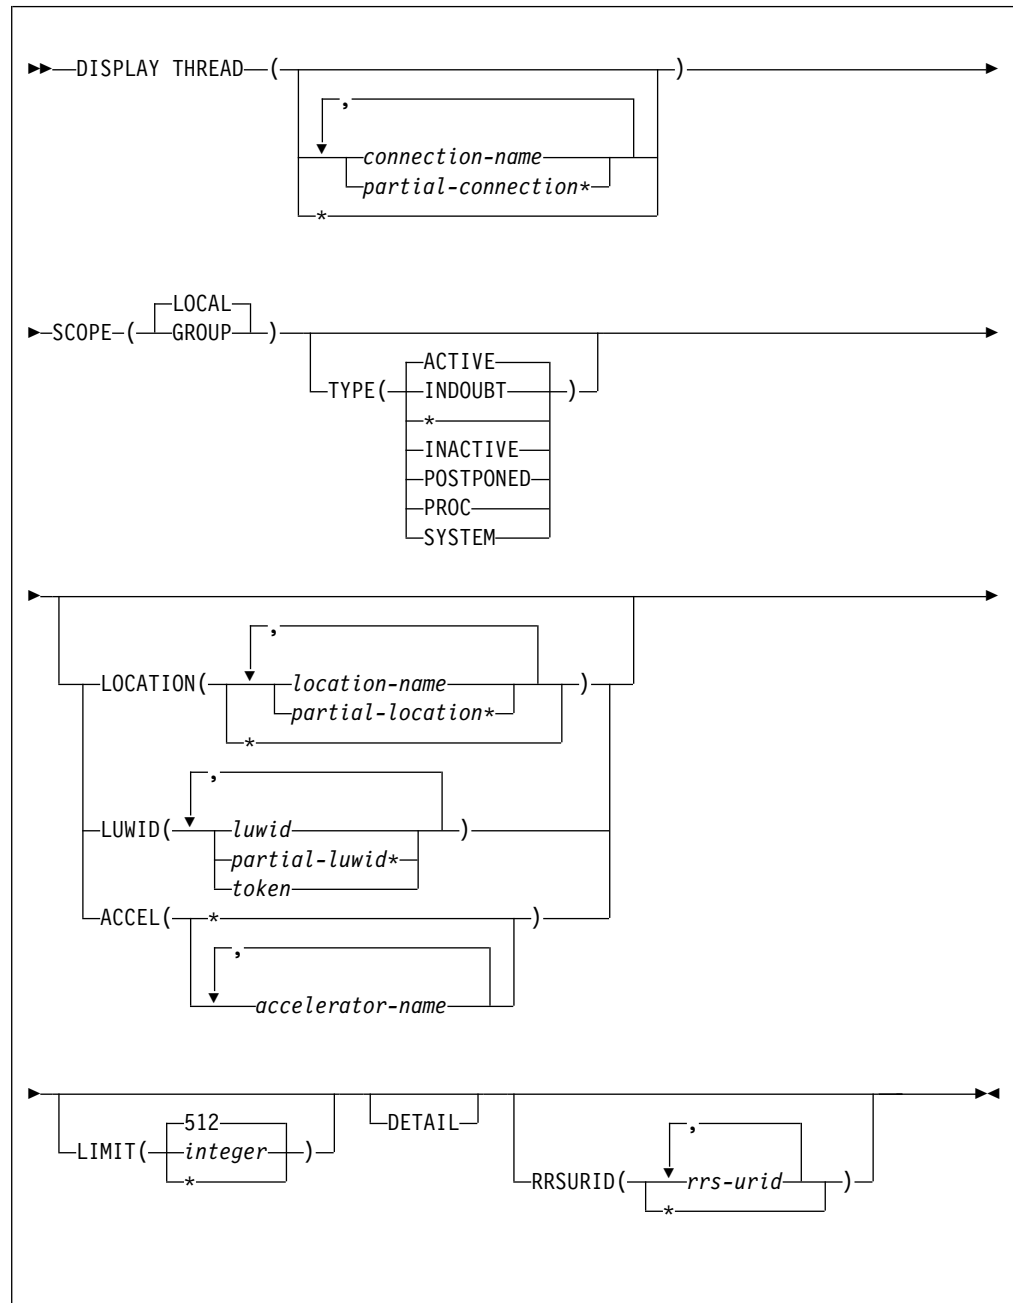 DISPLAY THREAD ( )
,
connection-name
partial-connection*
*
LOCAL
SCOPE ( GROUP )
ACTIVE
TYPE( INDOUBT )
*
INACTIVE
POSTPONED
PROC
SYSTEM
,
LOCATION( location-name )
partial-location*
*
,
LUWID( luwid )
partial-luwid*
token
ACCEL( * )
,
accelerator-name
512
LIMIT( integer )
*
DETAIL
,
RRSURID( rrs-urid )
*